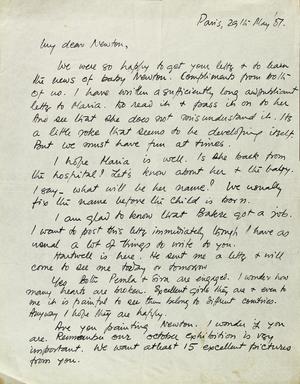 Paris, 29th May '57.
My dear Newton,
We were so happy to get your letter & to learn
the news of baby Newton. Compliments from both
of us. I have written a sufficiently long and
letter to Maria. Do read it & pass it on to her
And see that she does not misunderstand it. It's
a little joke that seems to be developing itself
But we must have fun at times.
I hope Maria is well. Is she back from
the hospital? Let's know about her & the baby.
I say - what will be her name? We usually
fix the name before the child is born.
I am glad to know that Bakre got a job.
I want to post this letter immediately though I have as
usual a lot of things to write to you.
Hartwell is here. He sent me a letter & will
come to see me today or tomorrow
Yes Both & are engaged. I wonder how
many hearts are broken. Excellent girls they are & even to
me it is painful to see them belong to different countries.
Anyway I hope they are happy.
Are you painting Newton. I wonder if you
are. Remember our october exhibition is very
important. We want at least 15 excellent pictures
from you.